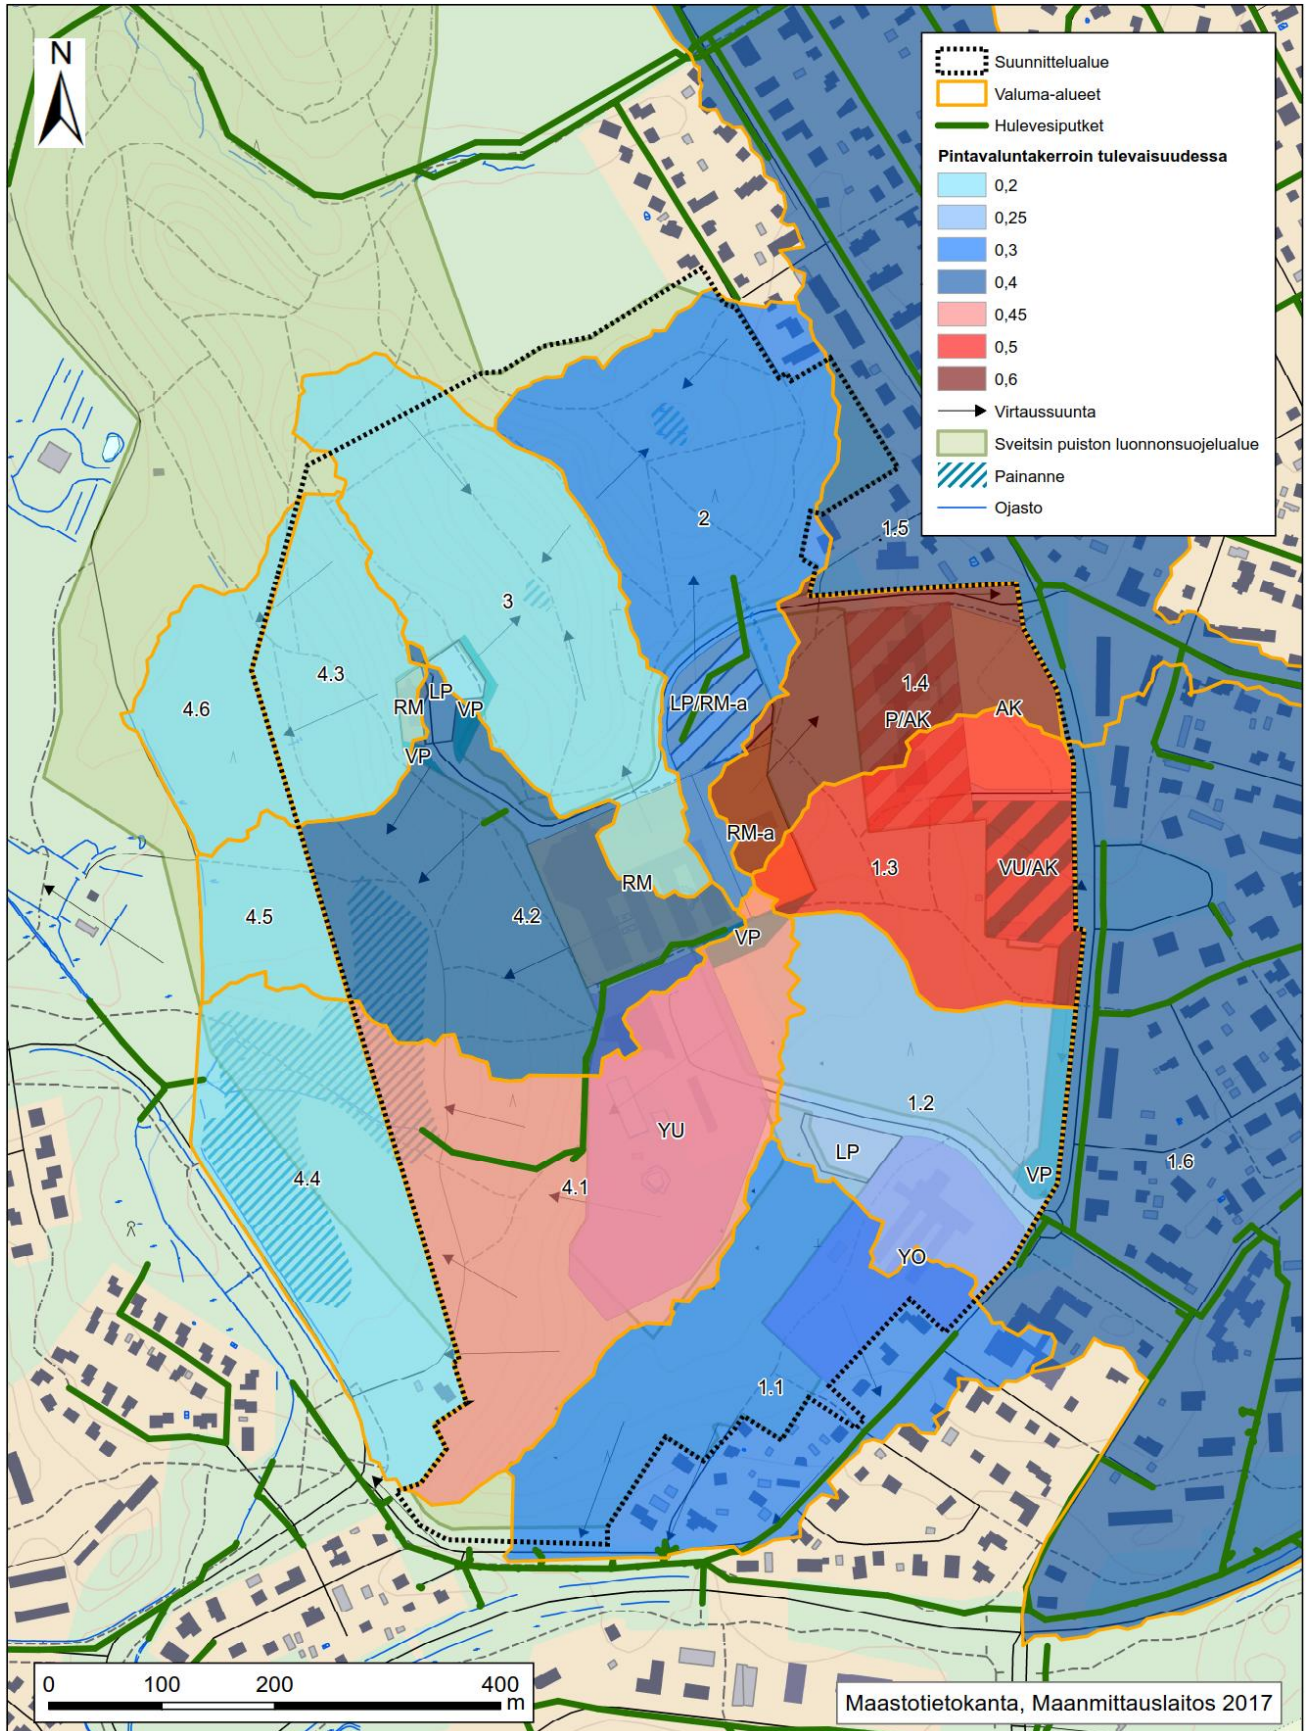 N
Suunnittelualue
Valuma-alueet
Hulevesiputket
Pintavaluntakerroin tulevaisuudessa
0,2
0,25
0,3
0,4
0,45
0,5
0,6
Virtaussuunta
Sveitsin puiston luonnonsuojelualue
Painanne
Ojasto
2
1.5
3
4.3
4.6
LP
RM
VP
VP
LP/RM-a
1.4
P/AK
AK
RM-a
1.3
VU/AK
RM
4.2
4.5
VP
1.2
YU
LP
VP
1.6
4.4
4.1
YO
1.1
0 100 200 400
m
Maastotietokanta, Maanmittauslaitos 2017